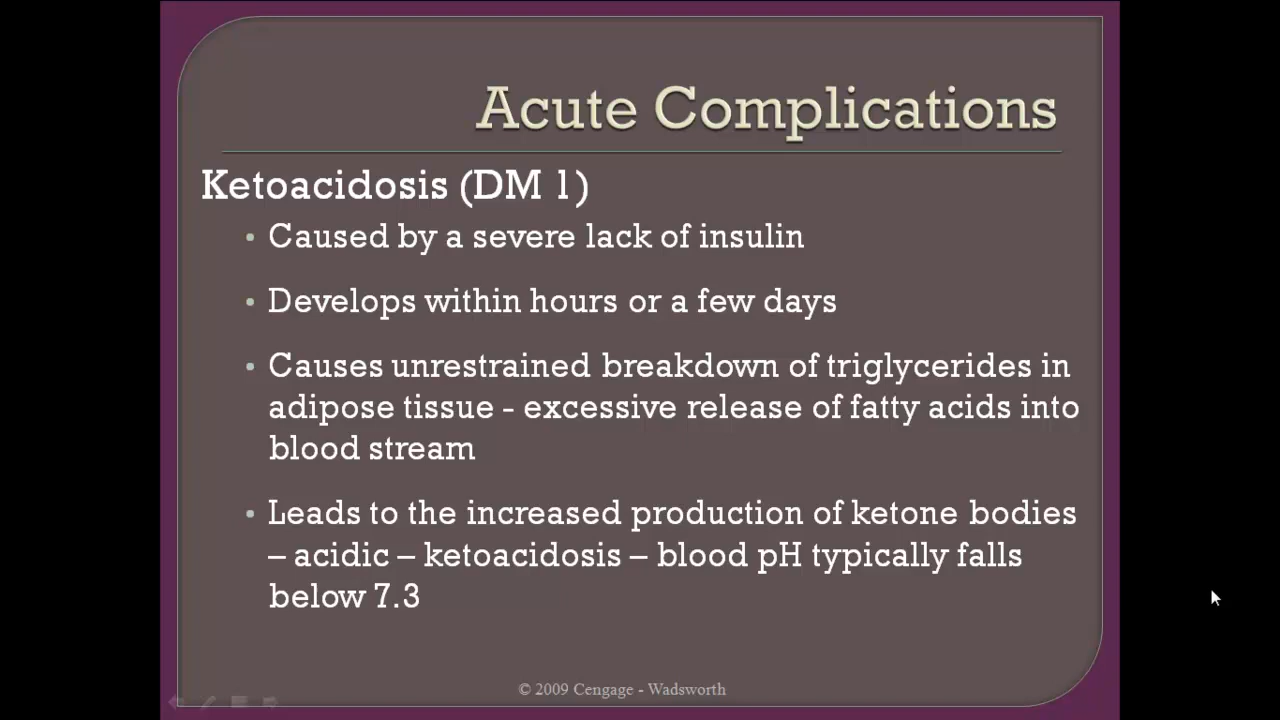 Acute Complications
Ketoacidosis (DM 1)
• Caused by a severe lack of insulin
• Develops within hours or a few days
• Causes unrestrained breakdown of triglycerides in
adipose tissue - excessive release of fatty acids into
blood stream
• Leads to the increased production of ketone bodies
– acidic – ketoacidosis – blood pH typically falls
below 7.3
© 2009 Cengage - Wadsworth